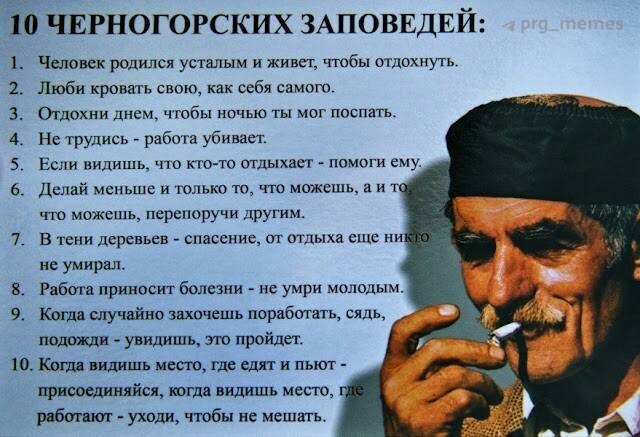 10 ЧЕРНОГОРСКИХ ЗАПОВЕДЕЙ:
prg_memes
1. Человек родился усталым и живет, чтобы отдохнуть.
2. Люби кровать свою, как себя самого.
3. Отдохни днем, чтобы ночью ты мог поспать.
4. Не трудись - работа убивает.
5. Если видишь, что кто-то отдыхает - помоги ему.
6. Делай меньше и только то, что можешь, а и то,
что можешь, перепоручи другим.
7. В тени деревьев - спасение, от отдыха еще никто
не умирал.
8. Работа приносит болезни - не умри молодым.
9. Когда случайно захочешь поработать, сядь,
подожди - увидишь, это пройдет.
10. Когда видишь место, где едят и пьют -
присоединяйся, когда видишь место, где
работают - уходи, чтобы не мешать.